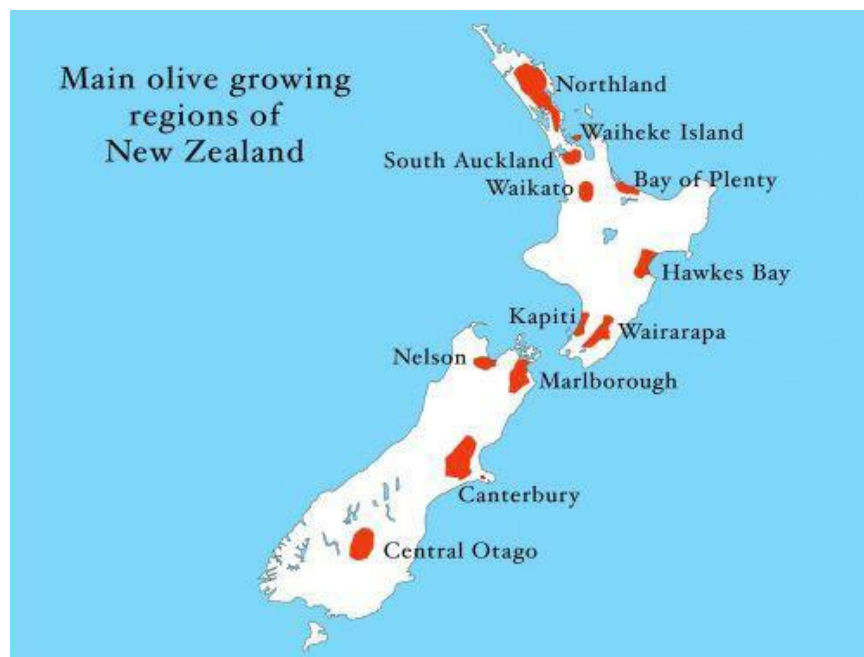 Main olive growing
regions of
New Zealand
Northland
Waiheke Island
South Auckland
Waikato
Bay of Plenty
Hawkes Bay
Kapiti
Wairarapa
Nelson
Marlborough
Canterbury
Central Otago